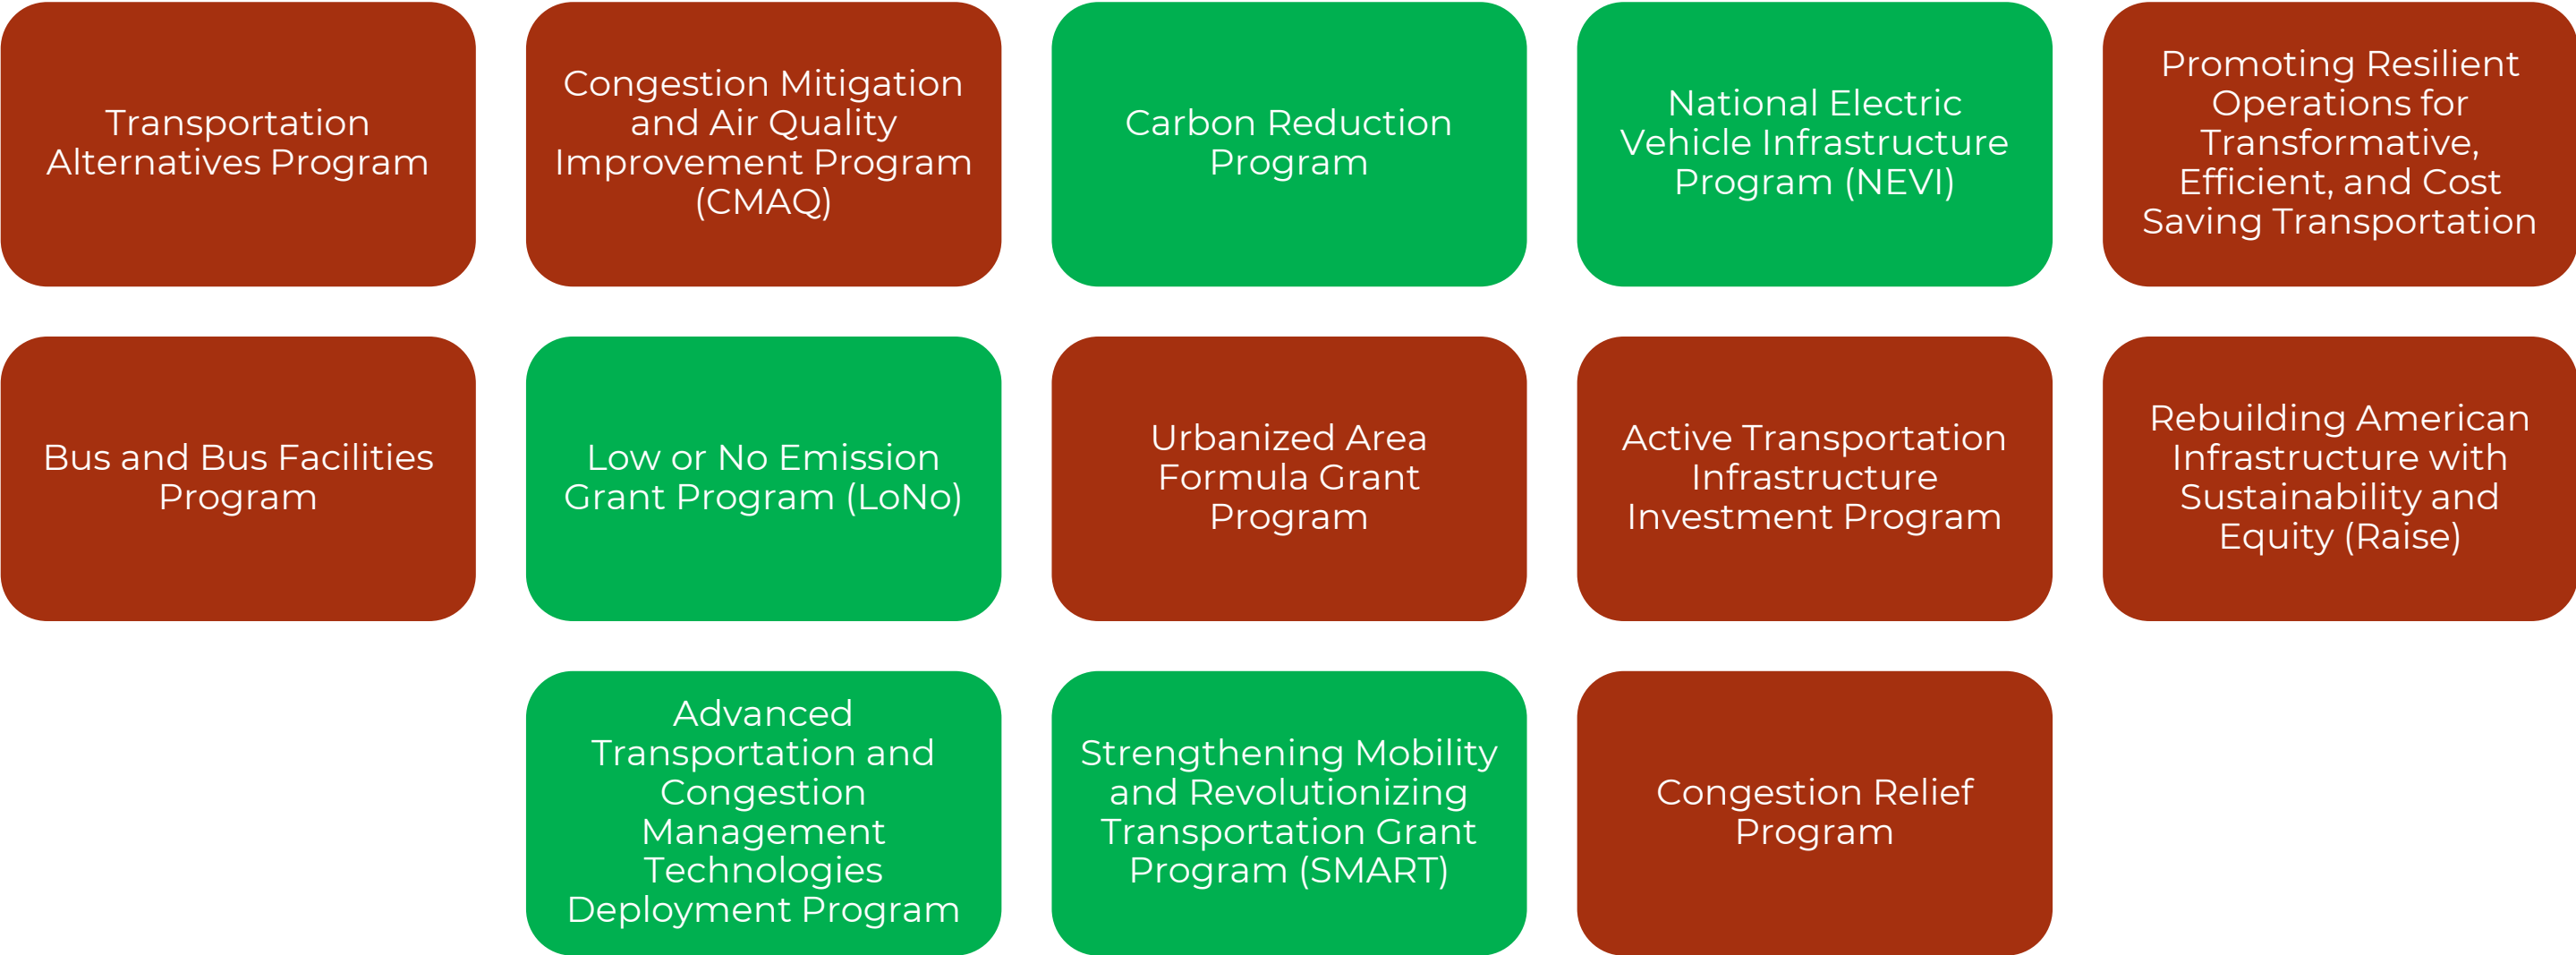 Transportation
Alternatives Program
Congestion Mitigation
and Air Quality
Improvement Program
(CMAQ)
Carbon Reduction
Program
National Electric
Vehicle Infrastructure
Program (NEVI)
Promoting Resilient
Operations for
Transformative,
Efficient, and Cost
Saving Transportation
Bus and Bus Facilities
Program
Low or No Emission
Grant Program (LoNo)
Urbanized Area
Formula Grant
Program
Active Transportation
Infrastructure
Investment Program
Rebuilding American
Infrastructure with
Sustainability and
Equity (Raise)
Advanced
Transportation and
Congestion
Management
Technologies
Deployment Program
Strengthening Mobility
and Revolutionizing
Transportation Grant
Program (SMART)
Congestion Relief
Program